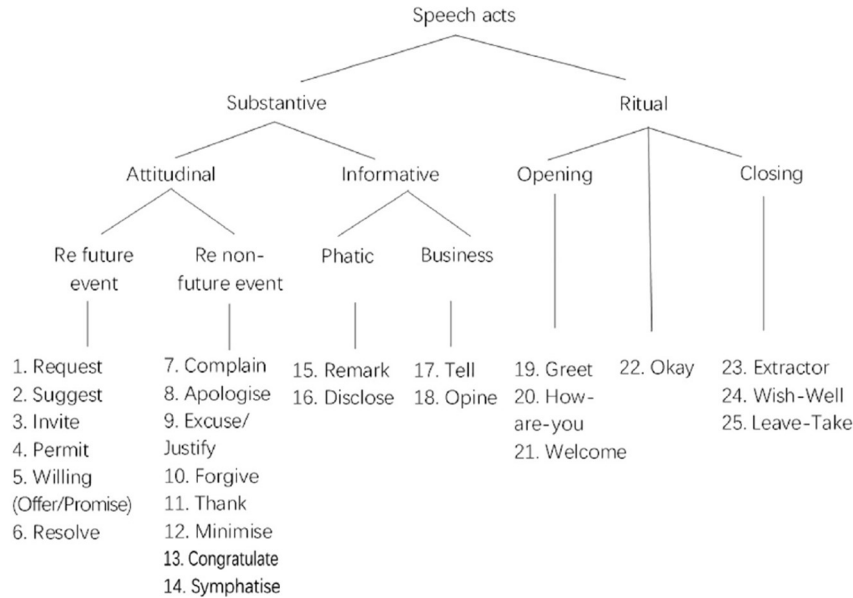 Speech acts
Substantive
Ritual
Attitudinal
Informative
Opening
Closing
Re future
event
Re non-
future event
Phatic
Business
1. Request
2. Suggest
3. Invite
4. Permit
5. Willing
(Offer/Promise)
6. Resolve
7. Complain
8. Apologise
9. Excuse/
Justify
10. Forgive
11. Thank
12. Minimise
13. Congratulate
14. Symphatise
15. Remark
16. Disclose
17. Tell
18. Opine
19. Greet
20. How-
are-you
21. Welcome
22. Okay
23. Extractor
24. Wish-Well
25. Leave-Take